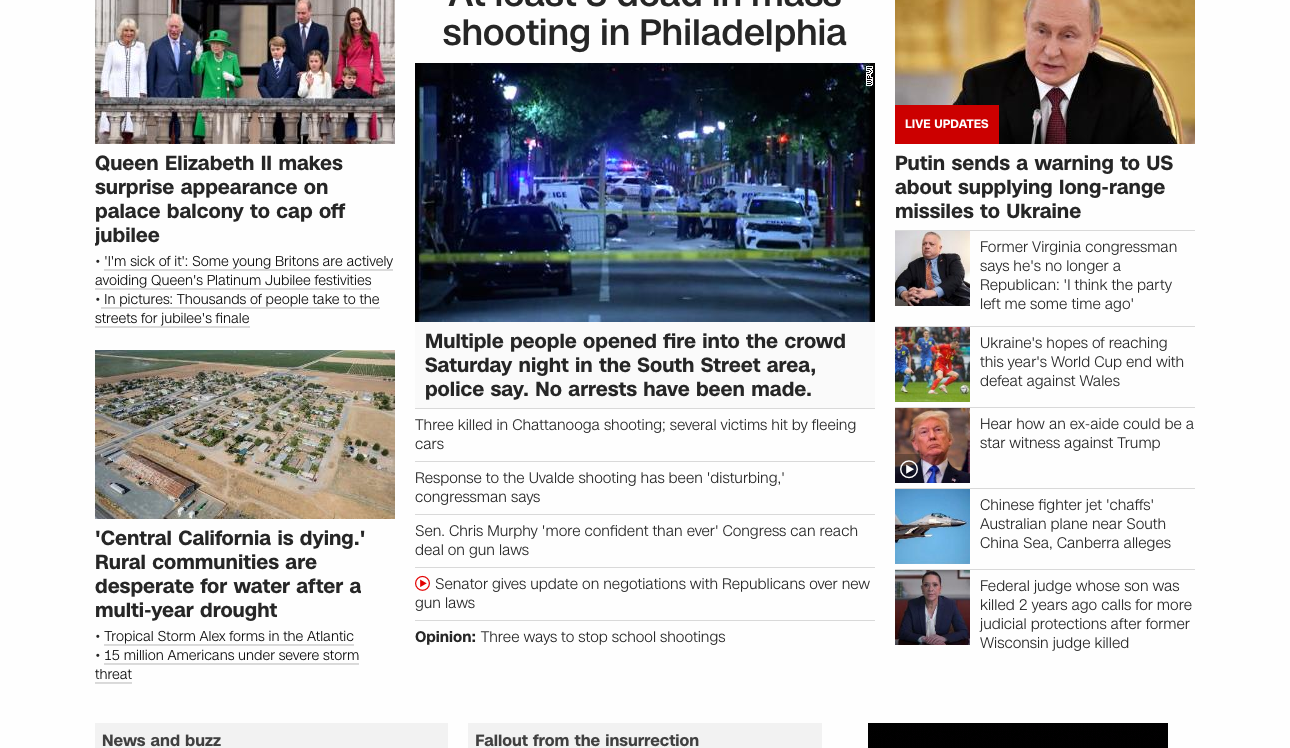 shooting in Philadelphia
WPVI
POLICE
LIVE UPDATES
Queen Elizabeth II makes
surprise appearance on
palace balcony to cap off
jubilee
• 'I'm sick of it': Some young Britons are actively
avoiding Queen's Platinum Jubilee festivities
• In pictures: Thousands of people take to the
streets for jubilee's finale
'Central California is dying.'
Rural communities are
desperate for water after a
multi-year drought
• Tropical Storm Alex forms in the Atlantic
• 15 million Americans under severe storm
threat
Multiple people opened fire into the crowd
Saturday night in the South Street area,
police say. No arrests have been made.
Three killed in Chattanooga shooting; several victims hit by fleeing
cars
Response to the Uvalde shooting has been 'disturbing,'
congressman says
Sen. Chris Murphy 'more confident than ever' Congress can reach
deal on gun laws
Senator gives update on negotiations with Republicans over new
gun laws
Opinion: Three ways to stop school shootings
Putin sends a warning to US
about supplying long-range
missiles to Ukraine
Former Virginia congressman
says he's no longer a
Republican: 'I think the party
left me some time ago'
Ukraine's hopes of reaching
this year's World Cup end with
defeat against Wales
Hear how an ex-aide could be a
star witness against Trump
Chinese fighter jet 'chaffs'
Australian plane near South
China Sea, Canberra alleges
Federal judge whose son was
killed 2 years ago calls for more
judicial protections after former
Wisconsin judge killed
News and buzz
Fallout from the insurrection